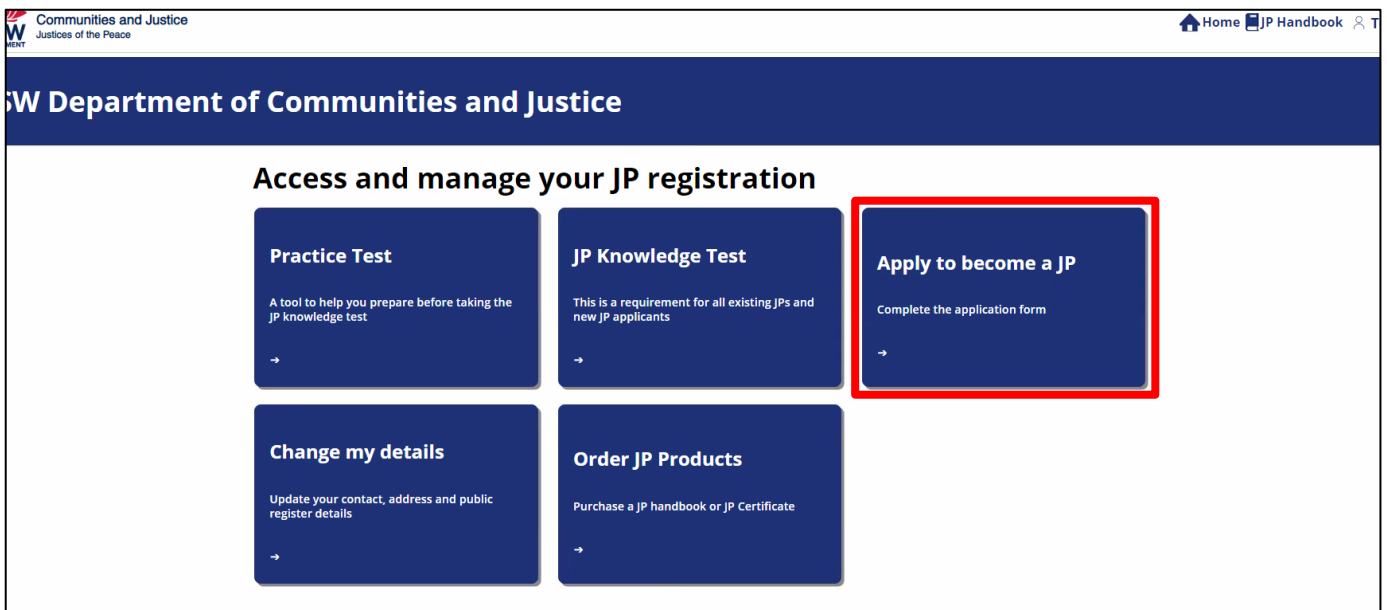 Communities and Justice
Justices of the Peace
W
MENT
Home JP Handbook T
SW Department of Communities and Justice
Access and manage your JP registration
Practice Test
A tool to help you prepare before taking the
JP knowledge test
→
JP Knowledge Test
This is a requirement for all existing JPs and
new JP applicants
→
Apply to become a JP
Complete the application form
→
Change my details
Update your contact, address and public
register details
→
Order JP Products
Purchase a JP handbook or JP Certificate
→